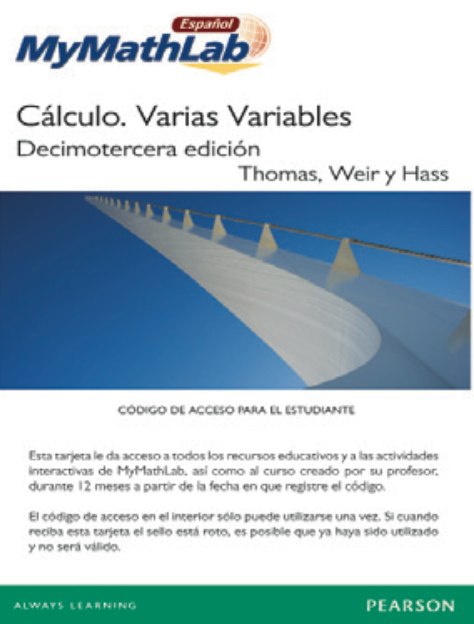 Español
MyMathLab
Cálculo. Varias Variables
Decimotercera edición
Thomas, Weir y Hass
CÓDIGO DE ACCESO PARA EL ESTUDIANTE
Esta tarjeta le da acceso a todos los recursos educativos y a las actividades
interactivas de MyMathLab, así como al curso creado por su profesor,
durante 12 meses a partir de la fecha en que registre el código.
El código de acceso en el interior sólo puede utilizarse una vez. Si cuando
reciba esta tarjeta el sello está roto, es posible que ya haya sido utilizado
y no será válido.
ALWAYS LEARNING
PEARSON